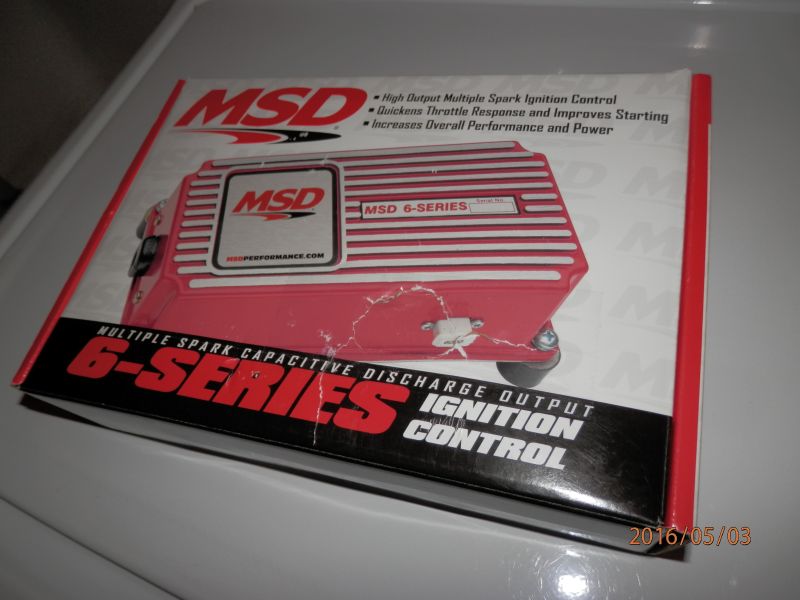 MSD
• High Output Multiple Spark Ignition Control
• Quickens Throttle Response and Improves Starting
• Increases Overall Performance and Power
MSD
MSDPERFORMANCE.COM
MSD 6-SERIES
Serial No.
MULTIPLE SPARK CAPACITIVE DISCHARGE OUTPUT
6-SERIES
IGNITION
CONTROL
2016/05/03